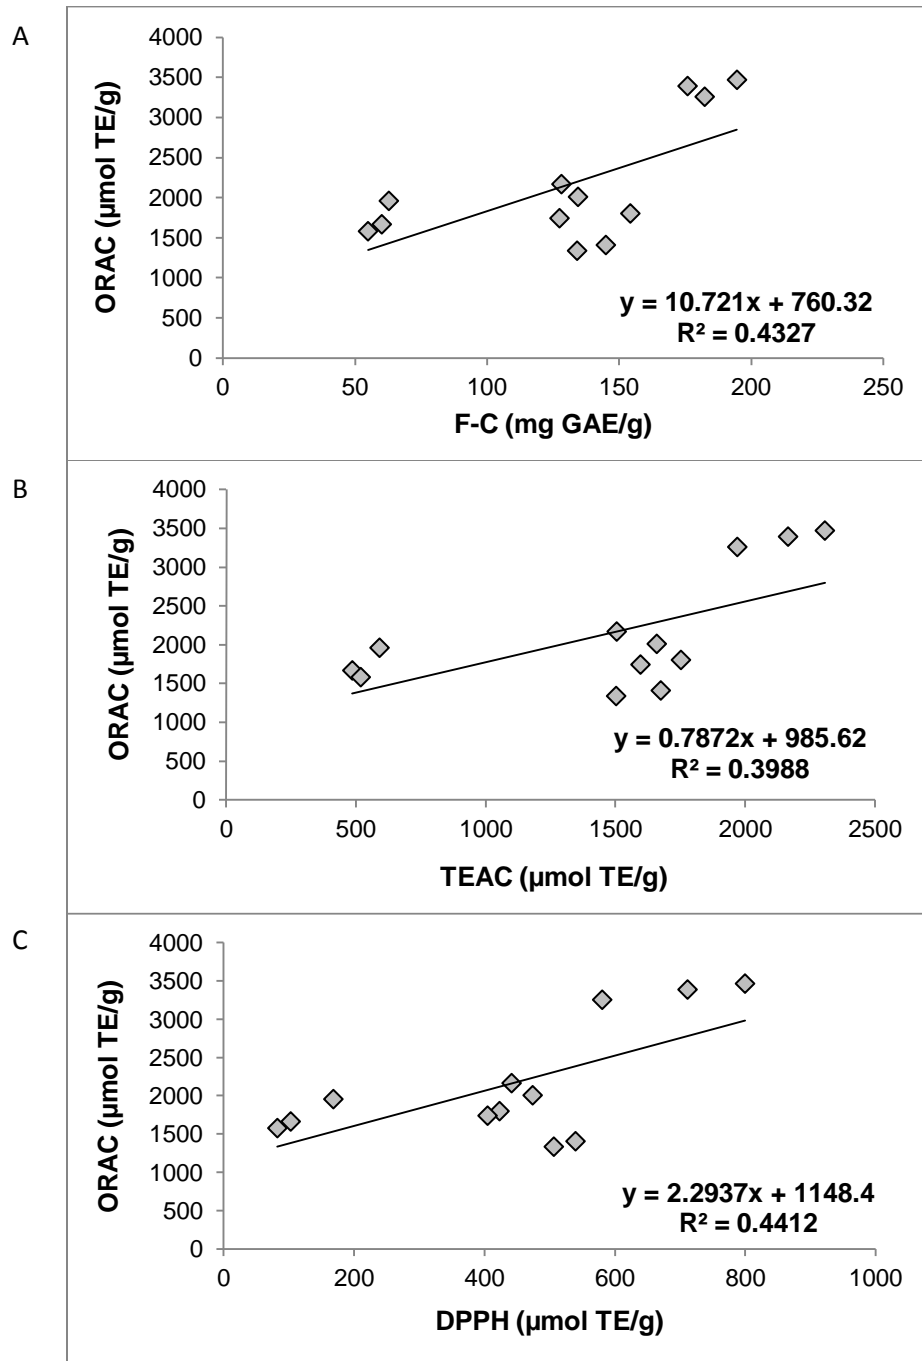 A
ORAC (µmol TE/g)
4000
3500
3000
2500
2000
1500
1000
500
0
y = 10.721x + 760.32
R² = 0.4327
0 50 100 150 200 250
F-C (mg GAE/g)
B
ORAC (µmol TE/g)
4000
3500
3000
2500
2000
1500
1000
500
0
y = 0.7872x + 985.62
R² = 0.3988
0 500 1000 1500 2000 2500
TEAC (µmol TE/g)
C
ORAC (µmol TE/g)
4000
3500
3000
2500
2000
1500
1000
500
0
y = 2.2937x + 1148.4
R² = 0.4412
0 200 400 600 800 1000
DPPH (µmol TE/g)